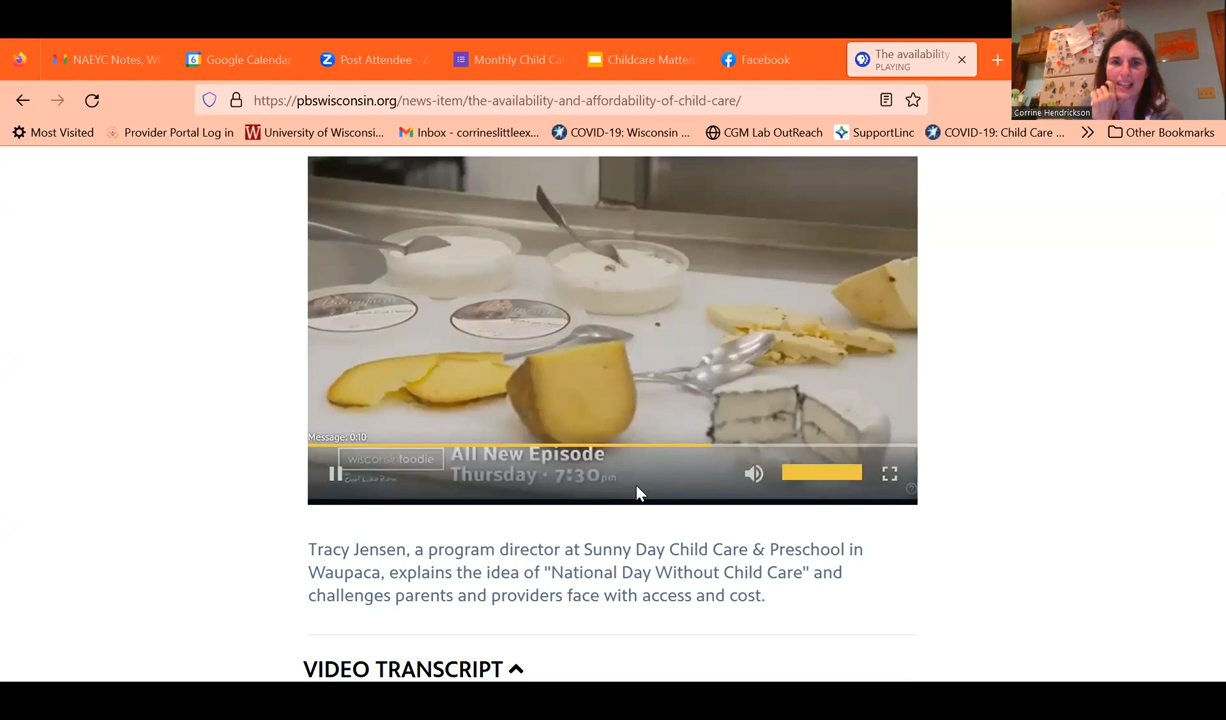 NAEYC Notes, WC
Google Calendar
Post Attendee - Z
Monthly Child Ca
Childcare Matter
Facebook
The availability
PLAYING
https://pbswisconsin.org/news-item/the-availability-and-affordability-of-child-care/
Corrine Hendrickson
Most Visited
Provider Portal Log in
University of Wisconsi...
Inbox - corrineslittleex...
COVID-19: Wisconsin ...
CGM Lab OutReach
SupportLinc
COVID-19: Child Care ...
Other Bookmarks
Message: 0:10
wisconsinfoodie
All New Episode
Thursday · 7:30pm
Tracy Jensen, a program director at Sunny Day Child Care & Preschool in
Waupaca, explains the idea of "National Day Without Child Care" and
challenges parents and providers face with access and cost.
VIDEO TRANSCRIPT